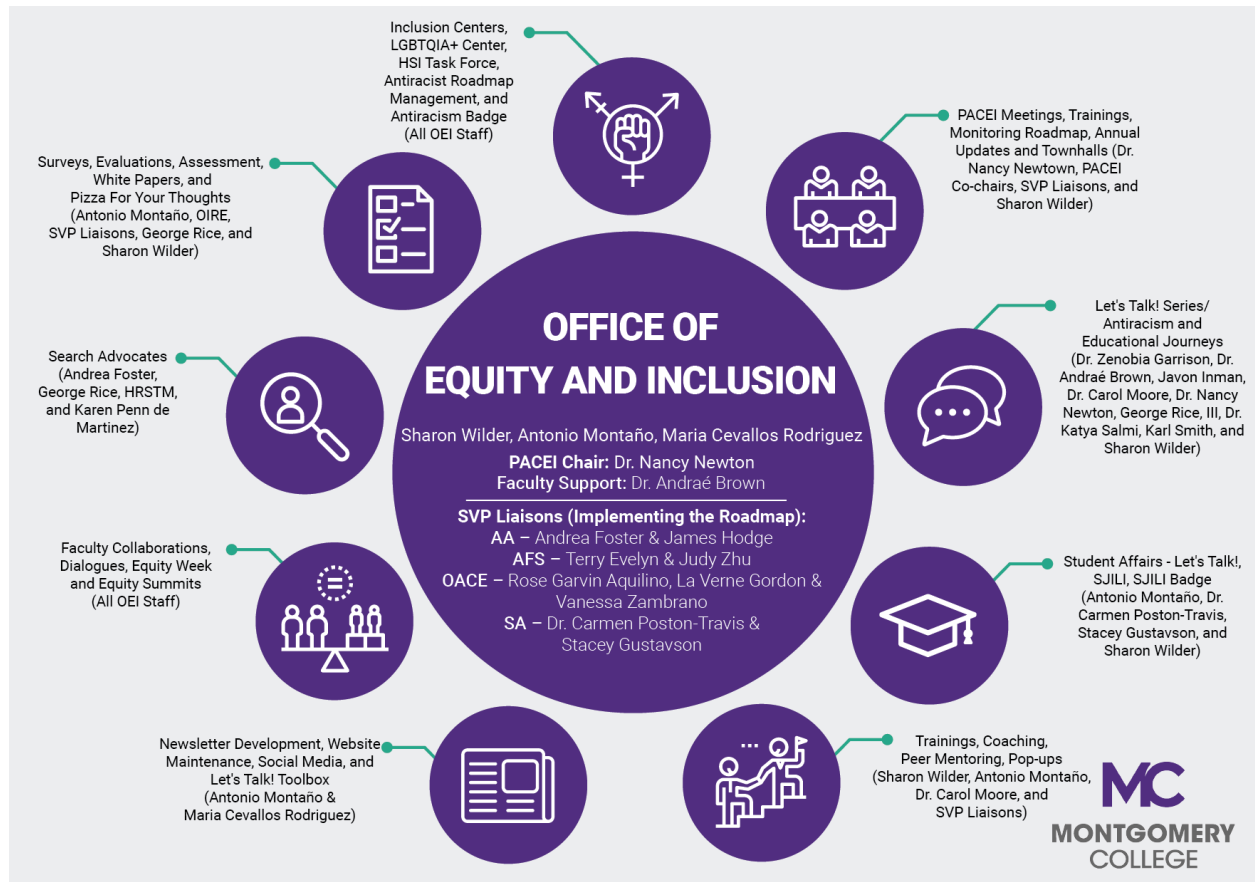 Inclusion Centers,
LGBTQIA+ Center,
HSI Task Force,
Antiracist Roadmap
Management, and
Antiracism Badge
(All OEI Staff)
PACEI Meetings, Trainings,
Monitoring Roadmap, Annual
Updates and Townhalls (Dr.
Nancy Newtown, PACEI
Co-chairs, SVP Liaisons, and
Sharon Wilder)
Surveys, Evaluations, Assessment,
White Papers, and
Pizza For Your Thoughts
(Antonio Montaño, OIRE,
SVP Liaisons, George Rice, and
Sharon Wilder)
Let's Talk! Series/
Antiracism and
Educational Journeys
(Dr. Zenobia Garrison, Dr.
Andraé Brown, Javon Inman,
Dr. Carol Moore, Dr. Nancy
Newton, George Rice, III, Dr.
Katya Salmi, Karl Smith, and
Sharon Wilder)
Search Advocates
(Andrea Foster,
George Rice, HRSTM,
and Karen Penn de
Martinez)
OFFICE OF
EQUITY AND INCLUSION
Sharon Wilder, Antonio Montaño, Maria Cevallos Rodriguez
PACEI Chair: Dr. Nancy Newton
Faculty Support: Dr. Andraé Brown
SVP Liaisons (Implementing the Roadmap):
AA – Andrea Foster & James Hodge
AFS – Terry Evelyn & Judy Zhu
OACE – Rose Garvin Aquilino, La Verne Gordon &
Vanessa Zambrano
SA – Dr. Carmen Poston-Travis &
Stacey Gustavson
Faculty Collaborations,
Dialogues, Equity Week
and Equity Summits
(All OEI Staff)
Student Affairs - Let's Talk!,
SJILI, SJILI Badge
(Antonio Montaño, Dr.
Carmen Poston-Travis,
Stacey Gustavson, and
Sharon Wilder)
Newsletter Development, Website
Maintenance, Social Media, and
Let's Talk! Toolbox
(Antonio Montaño &
Maria Cevallos Rodriguez)
Trainings, Coaching,
Peer Mentoring, Pop-ups
(Sharon Wilder, Antonio Montaño,
Dr. Carol Moore, and
SVP Liaisons)
MC
MONTGOMERY
COLLEGE